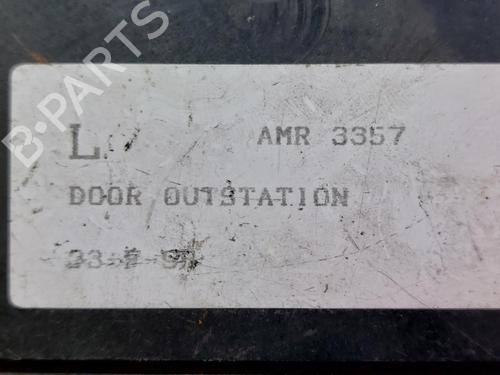 B-PARTS
L
AMR 3357
DOOR OUTSTATION